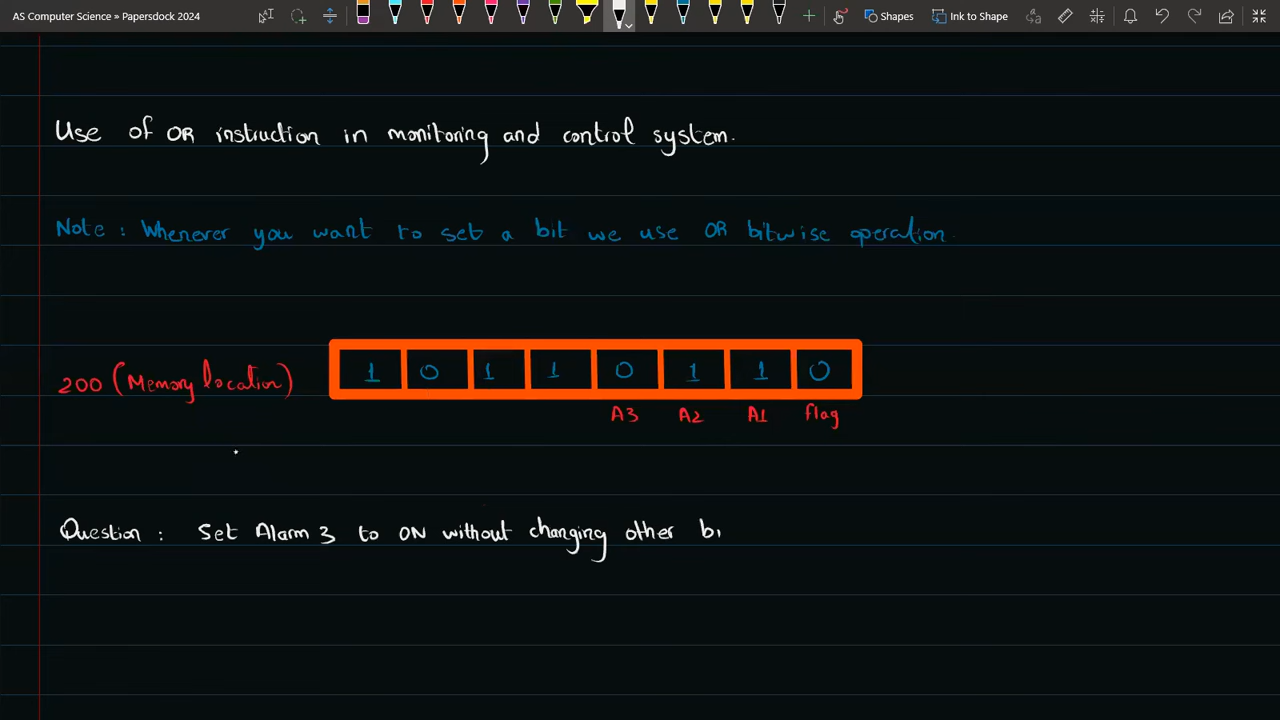 AS Computer Science » Papersdock 2024
Shapes
Ink to Shape
Use of OR instruction in monitoring and control system.
Note : Whenever you want to set a bit we use OR bitwise operation.
200 (Memory location) 1 0 1 1 0 1 1 0
A3 A2 A1 flag
Question : Set Alarm 3 to ON without changing other bi